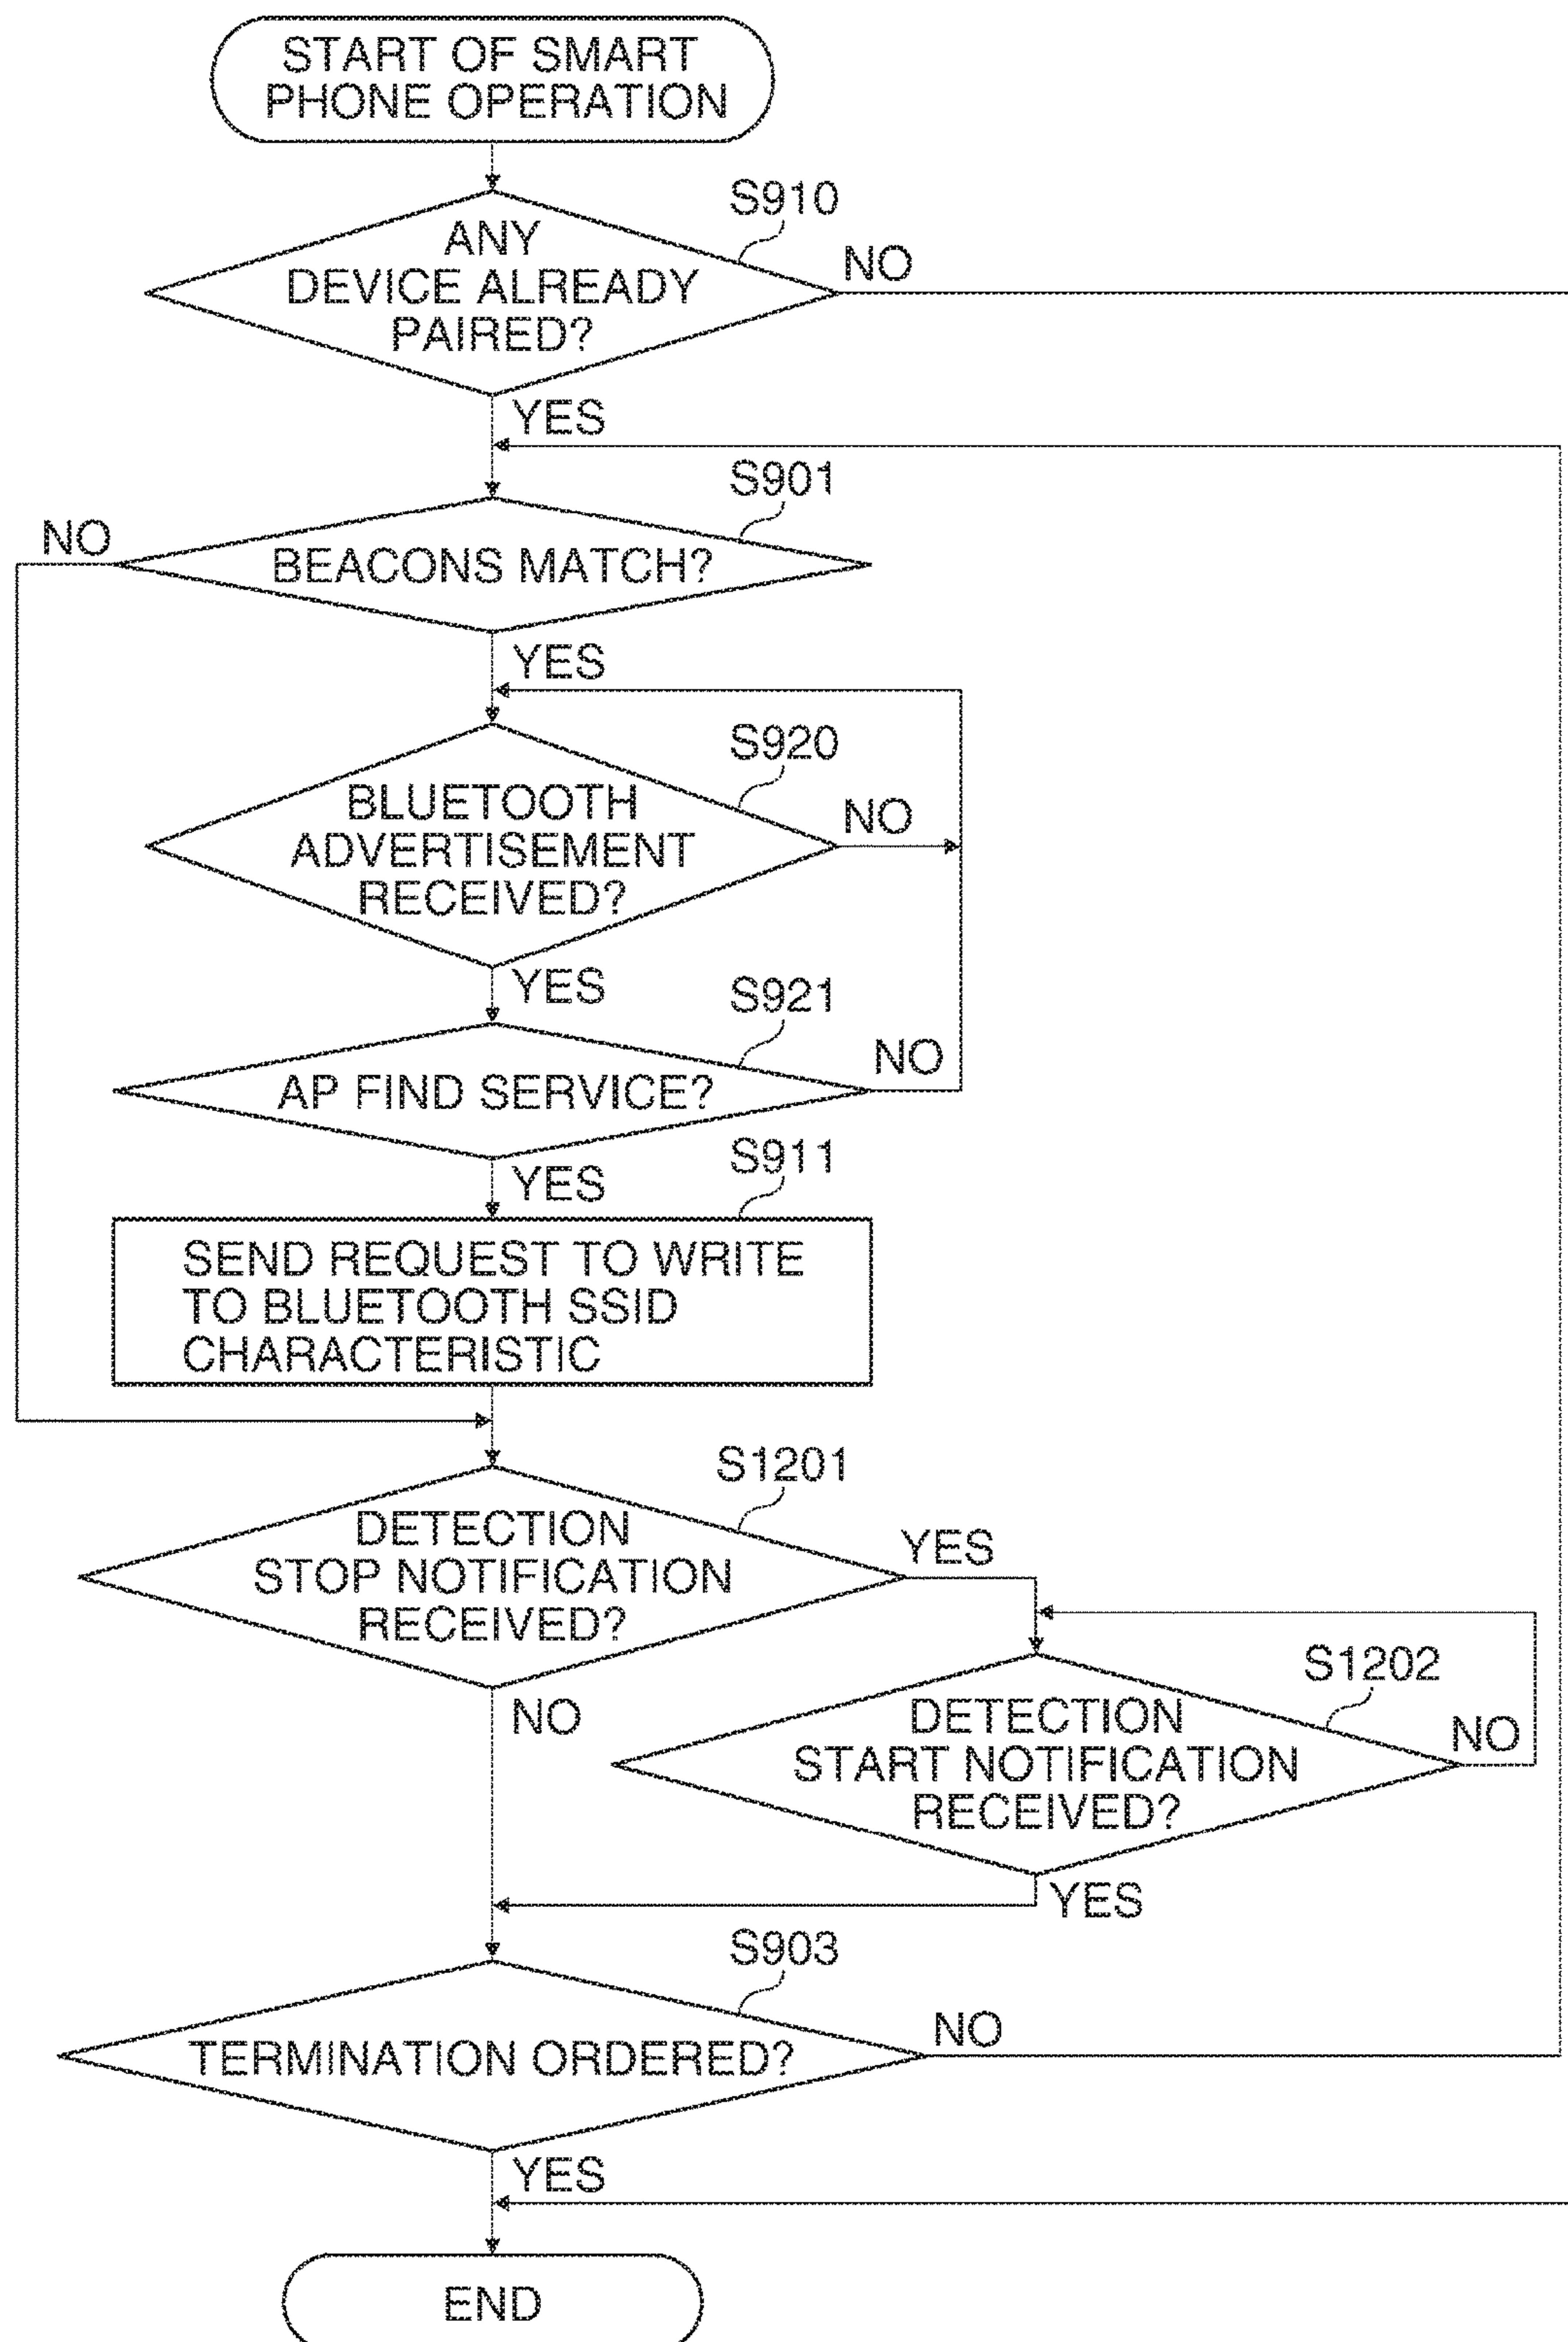 START OF SMART
PHONE OPERATION
S910
ANY
DEVICE ALREADY
PAIRED?
NO
YES
S901
NO
BEACONS MATCH?
YES
S920
BLUETOOTH
ADVERTISEMENT
RECEIVED?
NO
YES
S921
AP FIND SERVICE?
NO
YES
S911
SEND REQUEST TO WRITE
TO BLUETOOTH SSID
CHARACTERISTIC
S1201
DETECTION
STOP NOTIFICATION
RECEIVED?
YES
NO
S1202
DETECTION
START NOTIFICATION
RECEIVED?
NO
YES
S903
TERMINATION ORDERED?
NO
YES
END